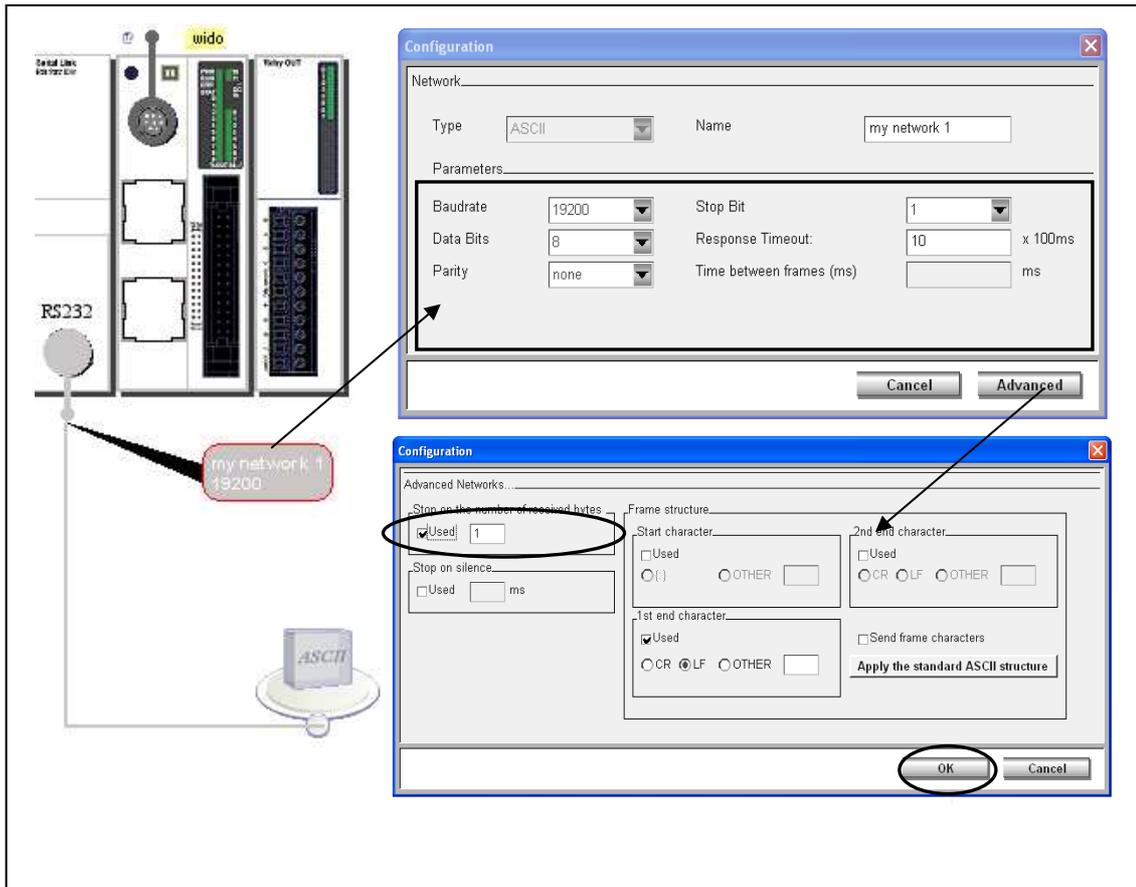 wido
Serial Link
Relay OUT
RS232
my network 1
19200
ASCII
Configuration
Network
Type ASCII Name my network 1
Parameters
Baudrate 19200 Stop Bit 1
Data Bits 8 Response Timeout: 10 x 100ms
Parity none Time between frames (ms) ms
Cancel Advanced
Configuration
Advanced Networks...
Stop on the number of received bytes
Used 1
Stop on silence
Used ms
Frame structure
Start character
Used
(:) OTHER
2nd end character
Used
CR LF OTHER
1st end character
Used
CR LF OTHER
Send frame characters
Apply the standard ASCII structure
OK Cancel